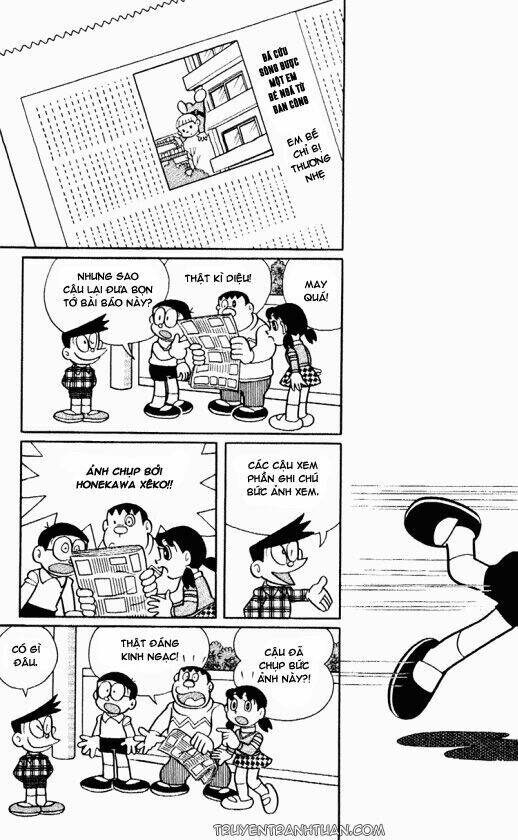 ĐÃ CỨU
SỐNG ĐƯỢC
MỘT EM
BÉ NGÃ TỪ
BAN CÔNG
EM BÉ
CHỈ BỊ
THƯƠNG
NHẸ
MAY
QUÁ!
THẬT KÌ DIỆU!
NHƯNG SAO
CẬU LẠI ĐƯA BỌN
TỚ BÀI BÁO NÀY?
CÁC CẬU XEM
PHẦN GHI CHÚ
BỨC ẢNH XEM.
ẢNH CHỤP BỞI
HONEKAWA XÊKO!!
CẬU ĐÃ
CHỤP BỨC
ẢNH NÀY?!
THẬT ĐÁNG
KINH NGẠC!
CÓ GÌ
ĐÂU.
TRUYENTRANHTUAN.COM